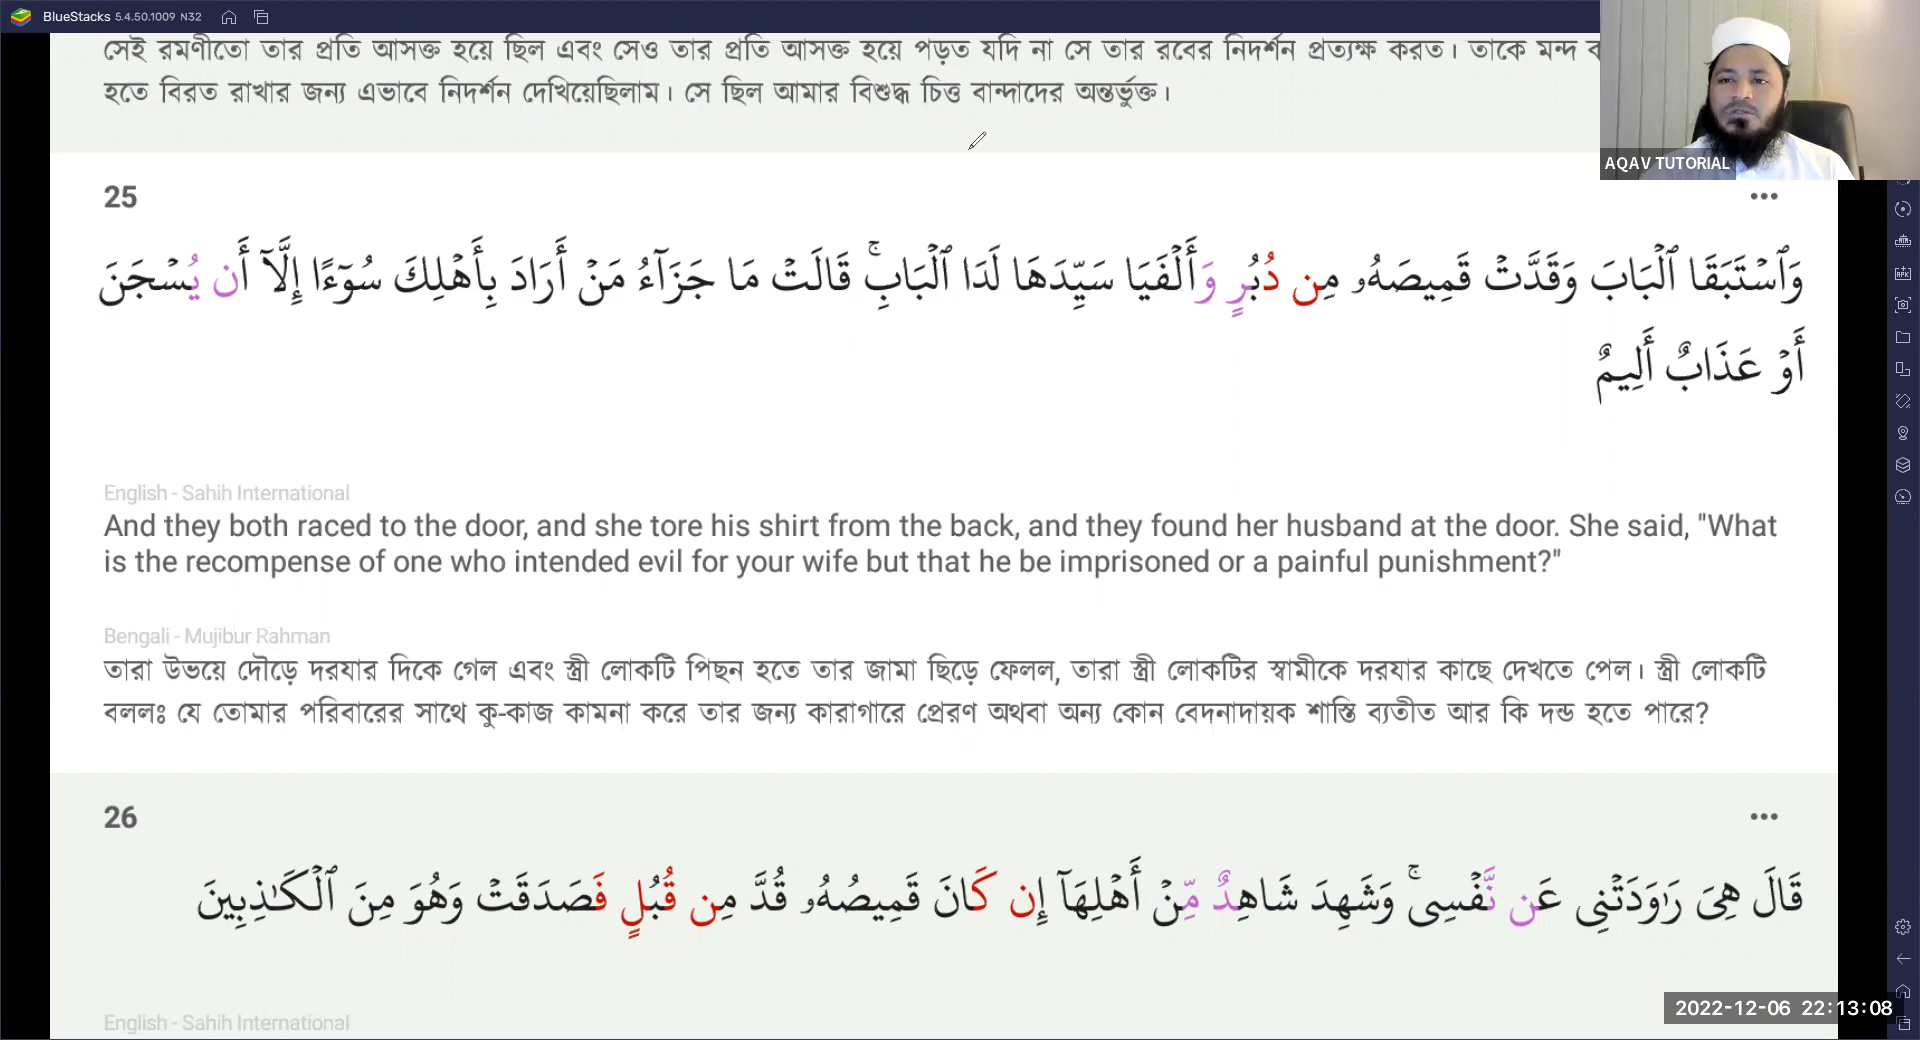 BlueStacks 5.4.50.1009 N32
সেই রমণীতো তার প্রতি আসক্ত হয়ে ছিল এবং সেও তার প্রতি আসক্ত হয়ে পড়ত যদি না সে তার রবের নিদর্শন প্রত্যক্ষ করত। তাকে মন্দ
হতে বিরত রাখার জন্য এভাবে নিদর্শন দেখিয়েছিলাম। সে ছিল আমার বিশুদ্ধ চিত্ত বান্দাদের অন্তর্ভুক্ত।
AQAV TUTORIAL
25
وَٱسْتَبَقَا ٱلْبَابَ وَقَدَّتْ قَمِيصَهُۥ مِن دُبُرٍ وَأَلْفَيَا سَيِّدَهَا لَدَا ٱلْبَابِ ۚ قَالَتْ مَا جَزَآءُ مَنْ أَرَادَ بِأَهْلِكَ سُوٓءًا إِلَّآ أَن يُسْجَنَ
أَوْ عَذَابٌ أَلِيمٌ
English - Sahih International
And they both raced to the door, and she tore his shirt from the back, and they found her husband at the door. She said, "What
is the recompense of one who intended evil for your wife but that he be imprisoned or a painful punishment?"
Bengali - Mujibur Rahman
তারা উভয়ে দৌড়ে দরযার দিকে গেল এবং স্ত্রী লোকটি পিছন হতে তার জামা ছিড়ে ফেলল, তারা স্ত্রী লোকটির স্বামীকে দরযার কাছে দেখতে পেল। স্ত্রী লোকটি
বললঃ যে তোমার পরিবারের সাথে কু-কাজ কামনা করে তার জন্য কারাগারে প্রেরণ অথবা অন্য কোন বেদনাদায়ক শাস্তি ব্যতীত আর কি দন্ড হতে পারে?
26
قَالَ هِىَ رَٰوَدَتْنِى عَن نَّفْسِى ۚ وَشَهِدَ شَاهِدٌ مِّنْ أَهْلِهَآ إِن كَانَ قَمِيصُهُۥ قُدَّ مِن قُبُلٍ فَصَدَقَتْ وَهُوَ مِنَ ٱلْكَٰذِبِينَ
English - Sahih International
2022-12-06 22:13:08